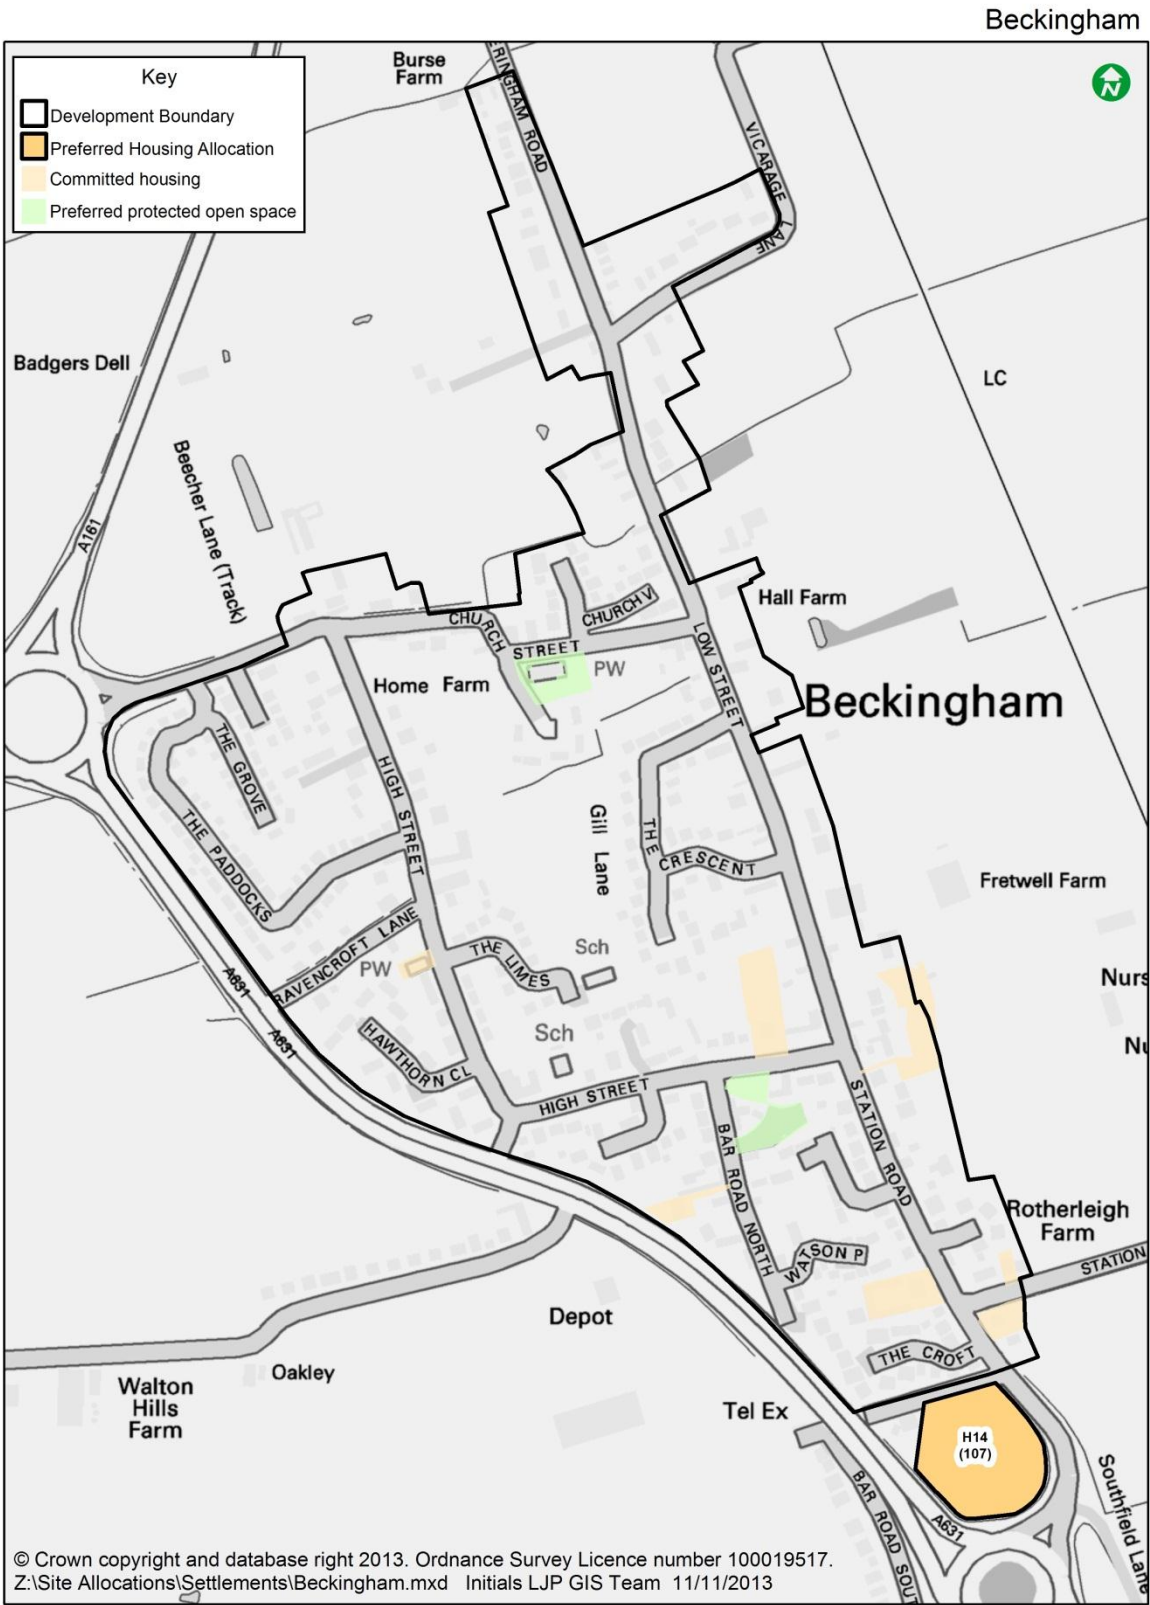 Beckingham
Key
Development Boundary
Preferred Housing Allocation
Committed housing
Preferred protected open space
N
Burse
Farm
ERINGHAM ROAD
VICARAGE LANE
Badgers Dell
LC
Beecher Lane (Track)
A161
Hall Farm
CHURCH V
CHURCH
STREET
PW
LOW STREET
Home Farm
Beckingham
THE GROVE
HIGH STREET
THE PADDOCKS
Gill Lane
THE
CRESCENT
Fretwell Farm
RAVENCROFT LANE
PW
THE LIMES
Sch
A631
Nurs
Nu
A631
HAWTHORN CL
Sch
HIGH STREET
STATION ROAD
BAR ROAD NORTH
Rotherleigh
Farm
WATSON P
STATION
Depot
THE CROFT
Oakley
Walton
Hills
Farm
Tel Ex
H14
(107)
BAR ROAD SOUT
A631
Southfield Lane
© Crown copyright and database right 2013. Ordnance Survey Licence number 100019517.
Z:\Site Allocations\Settlements\Beckingham.mxd Initials LJP GIS Team 11/11/2013